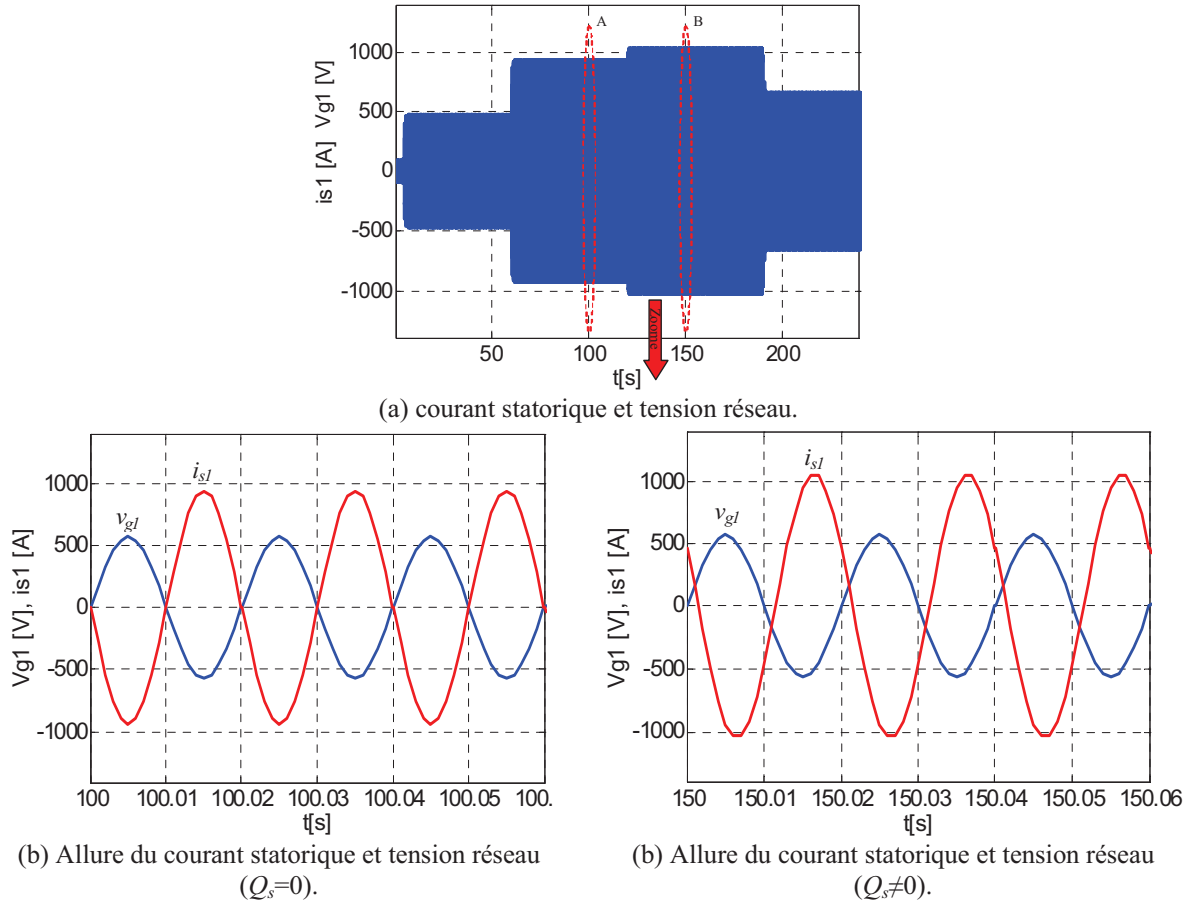 A
B
1000
500
0
-500
-1000
is1 [A]  Vg1 [V]
50
100
150
200
t[s]
Zoome
(a) courant statorique et tension réseau.
1000
500
0
-500
-1000
Vg1 [V], is1 [A]
vg1
is1
100
100.01
100.02
100.03
100.04
100.05
100.
t[s]
(b) Allure du courant statorique et tension réseau
(Qs=0).
1000
500
0
-500
-1000
Vg1 [V], is1 [A]
vg1
is1
150
150.01
150.02
150.03
150.04
150.05
150.06
t[s]
(b) Allure du courant statorique et tension réseau
(Qs≠0).